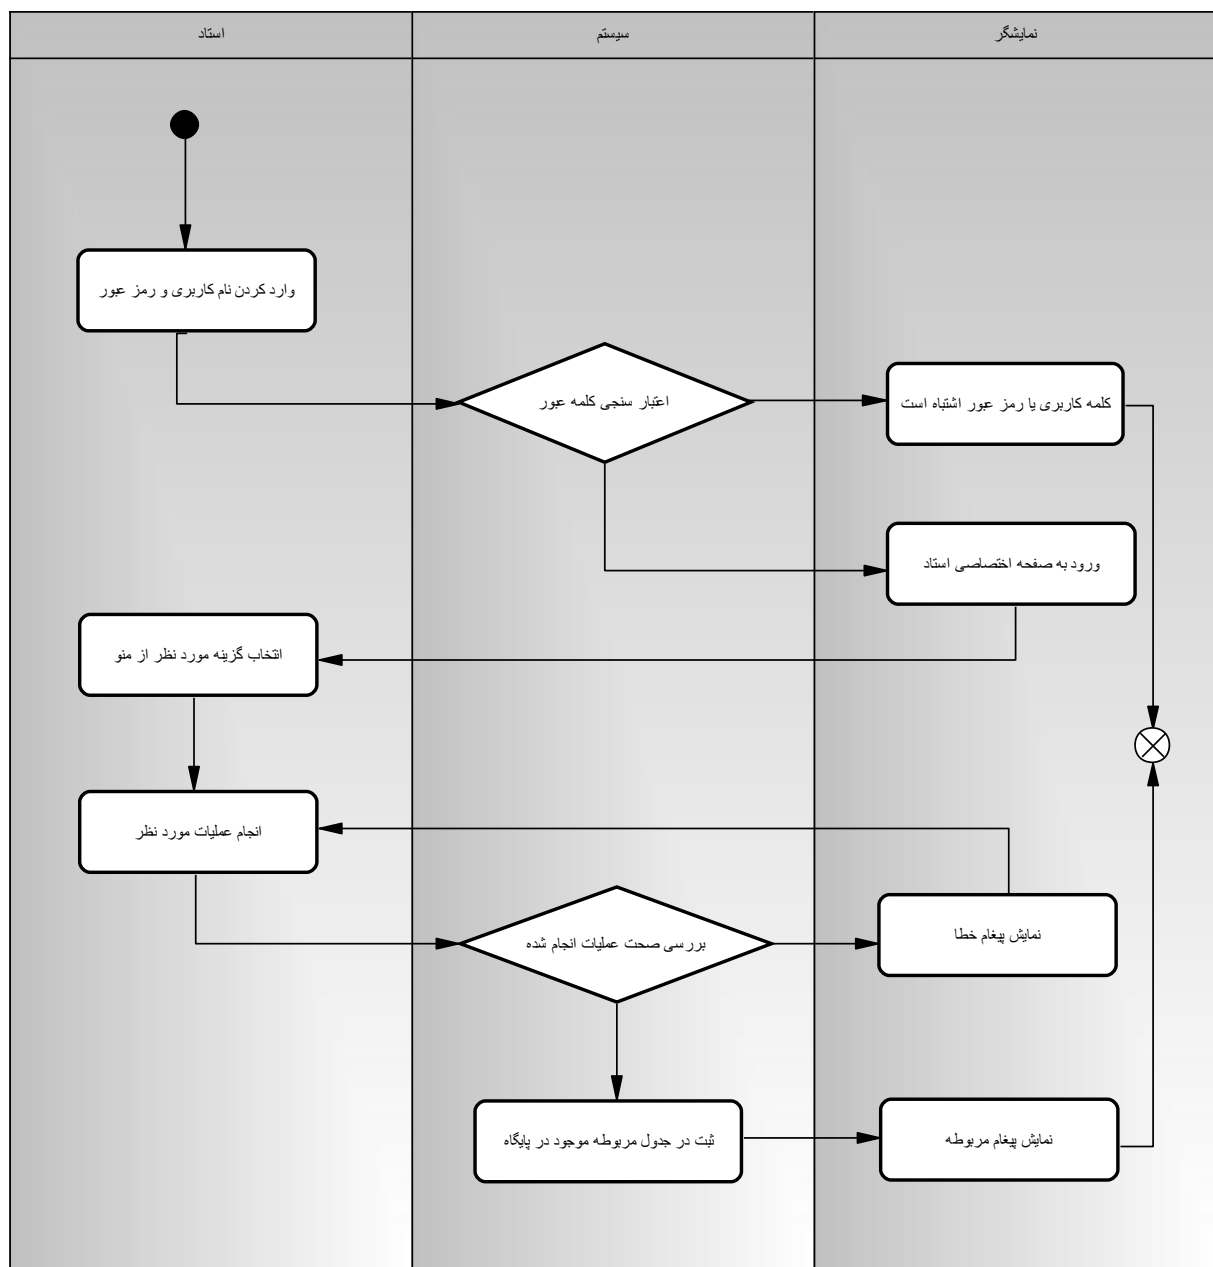 استاد
سیستم
نمایشگر
وارد کردن نام کاربری و رمز عبور
اعتبار سنجی کلمه عبور
کلمه کاربری یا رمز عبور اشتباه است
ورود به صفحه اختصاصی استاد
انتخاب گزینه مورد نظر از منو
انجام عملیات مورد نظر
بررسی صحت عملیات انجام شده
نمایش پیغام خطا
ثبت در جدول مربوطه موجود در پایگاه
نمایش پیغام مربوطه